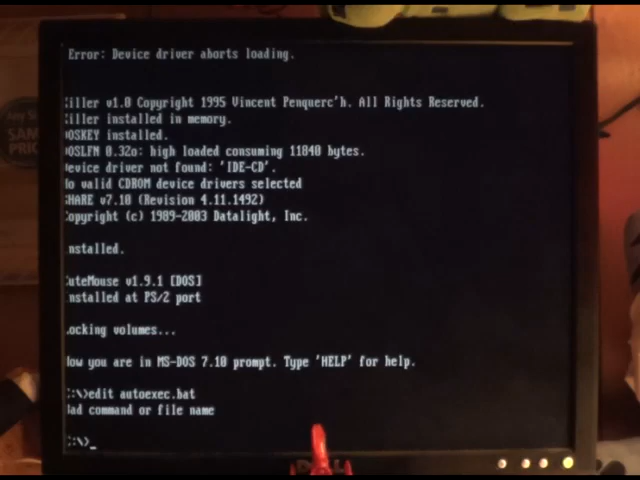 Error: Device driver aborts loading.
iller v1.0 Copyright 1995 Vincent Penquerc'h. All Rights Reserved.
iller installed in memory.
OSKEY installed.
OSLFN 0.32o: high loaded consuming 11840 bytes.
evice driver not found: 'IDE-CD'.
o valid CDROM device drivers selected
HARE v7.10 (Revision 4.11.1492)
opyright (c) 1989-2003 Datalight, Inc.
nstalled.
uteMouse v1.9.1 [DOS]
nstalled at PS/2 port
ocking volumes...
ow you are in MS-DOS 7.10 prompt. Type 'HELP' for help.
:\>edit autoexec.bat
ad command or file name
:\>_
DELL